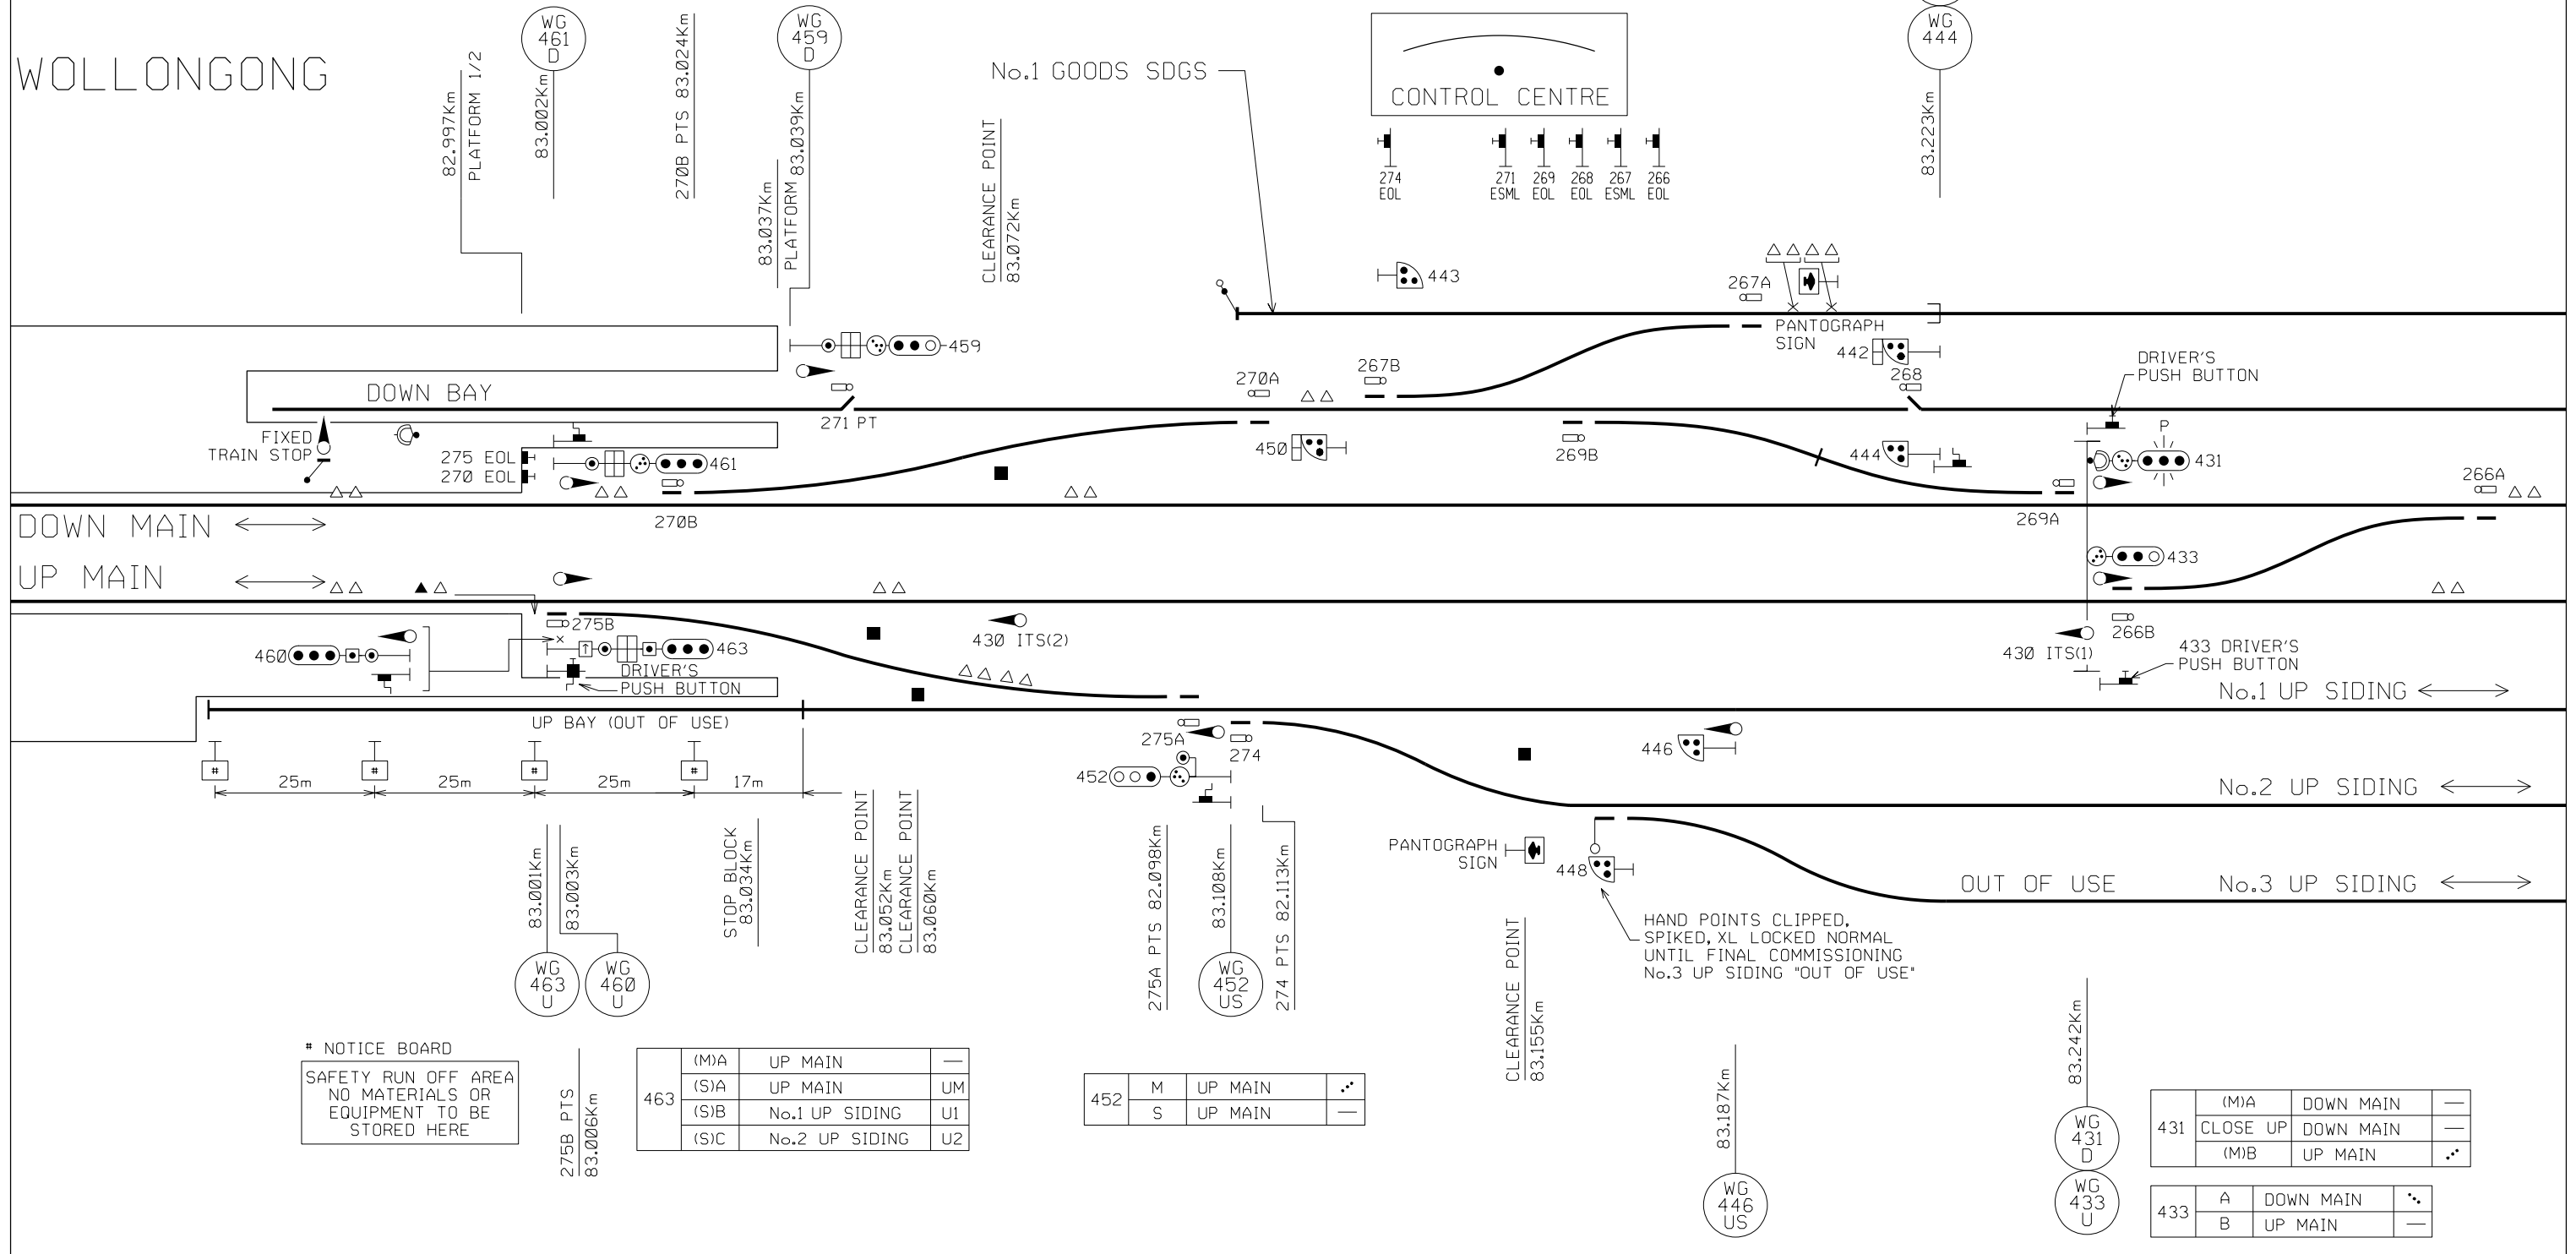 WOLLONGONG
82.997Km
PLATFORM 1/2
WG
461
D
83.002Km
270B PTS 83.024Km
WG
459
D
83.037Km
PLATFORM
83.039Km
CLEARANCE POINT
83.072Km
No.1 GOODS SDGS
CONTROL CENTRE
274
EOL
271
ESML
269
EOL
268
EOL
267
ESML
266
EOL
WG
444
83.223Km
443
267A
PANTOGRAPH
SIGN
442
268
DRIVER'S
PUSH BUTTON
459
DOWN BAY
271 PT
270A
267B
FIXED
TRAIN STOP
275 EOL
270 EOL
461
270B
450
269B
444
269A
P
431
266A
DOWN MAIN
UP MAIN
433
460
275B
463
DRIVER'S
PUSH BUTTON
430 ITS(2)
430 ITS(1)
266B
433 DRIVER'S
PUSH BUTTON
No.1 UP SIDING
UP BAY (OUT OF USE)
# # # #
25m 25m 25m 17m
275A
274
452
446
No.2 UP SIDING
83.001Km
83.003Km
STOP BLOCK
83.034Km
CLEARANCE POINT
83.052Km
CLEARANCE POINT
83.060Km
275A PTS 82.098Km
83.108Km
274 PTS 82.113Km
PANTOGRAPH
SIGN
448
OUT OF USE
No.3 UP SIDING
HAND POINTS CLIPPED,
SPIKED, XL LOCKED NORMAL
UNTIL FINAL COMMISSIONING
No.3 UP SIDING "OUT OF USE"
WG
463
U
WG
460
U
WG
452
US
CLEARANCE POINT
83.155Km
83.187Km
WG
446
US
83.242Km
WG
431
D
WG
433
U
# NOTICE BOARD
SAFETY RUN OFF AREA
NO MATERIALS OR
EQUIPMENT TO BE
STORED HERE
275B PTS
83.006Km
463
(M)A UP MAIN —
(S)A UP MAIN UM
(S)B No.1 UP SIDING U1
(S)C No.2 UP SIDING U2
452
M UP MAIN
S UP MAIN —
431
(M)A DOWN MAIN —
CLOSE UP DOWN MAIN —
(M)B UP MAIN
433
A DOWN MAIN
B UP MAIN —